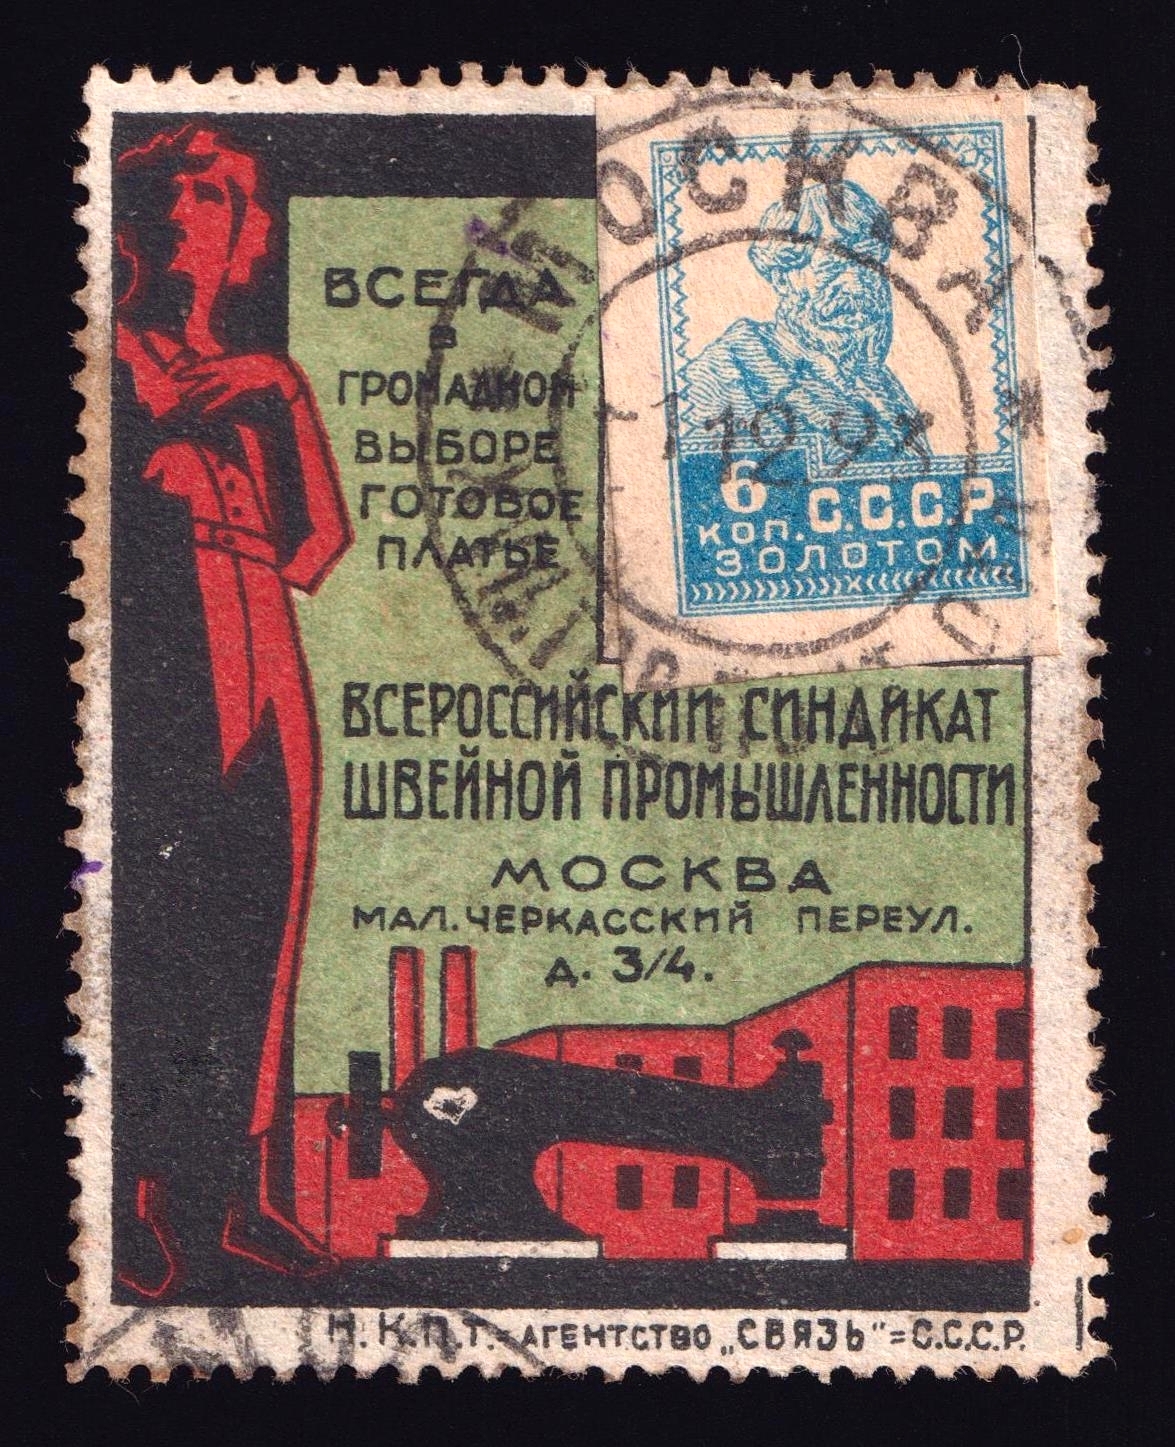 ВСЕГДА
В
ГРОМАДНОМ
ВЫБОРЕ
ГОТОВОЕ
ПЛАТЬЕ
МОСКВА
6
КОП. С.С.С.Р
ЗОЛОТОМ.
ВСЕРОССИЙСКИЙ СИНДИКАТ
ШВЕЙНОЙ ПРОМЫШЛЕННОСТИ
МОСКВА
МАЛ. ЧЕРКАССКИЙ ПЕРЕУЛ.
д. 3/4.
Н.К.П.Т.-АГЕНТСТВО „СВЯЗЬ"=С.С.С.Р.